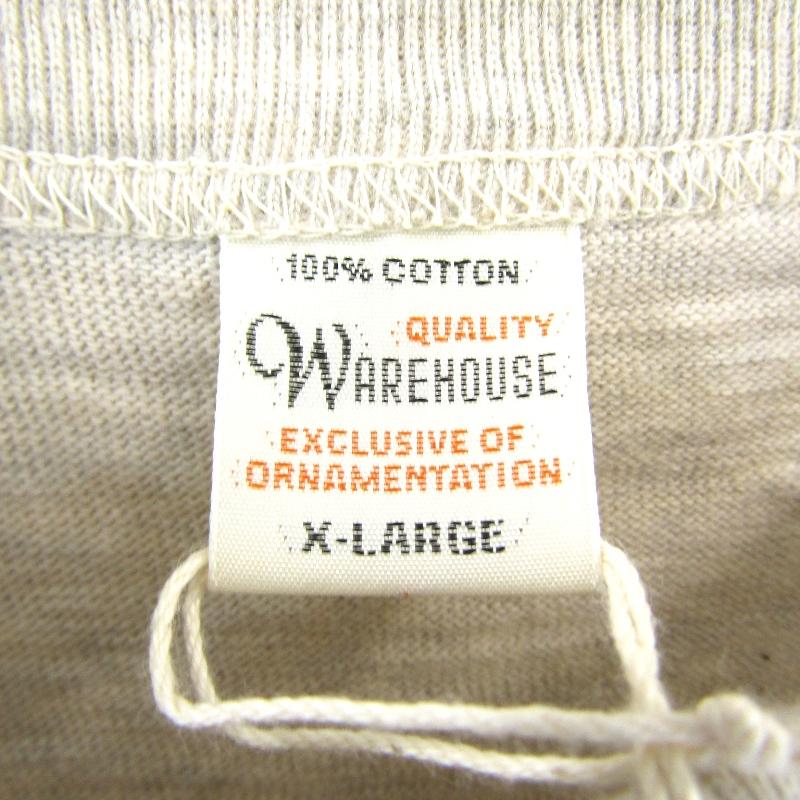 100% COTTON
QUALITY
WAREHOUSE
EXCLUSIVE OF
ORNAMENTATION
X-LARGE